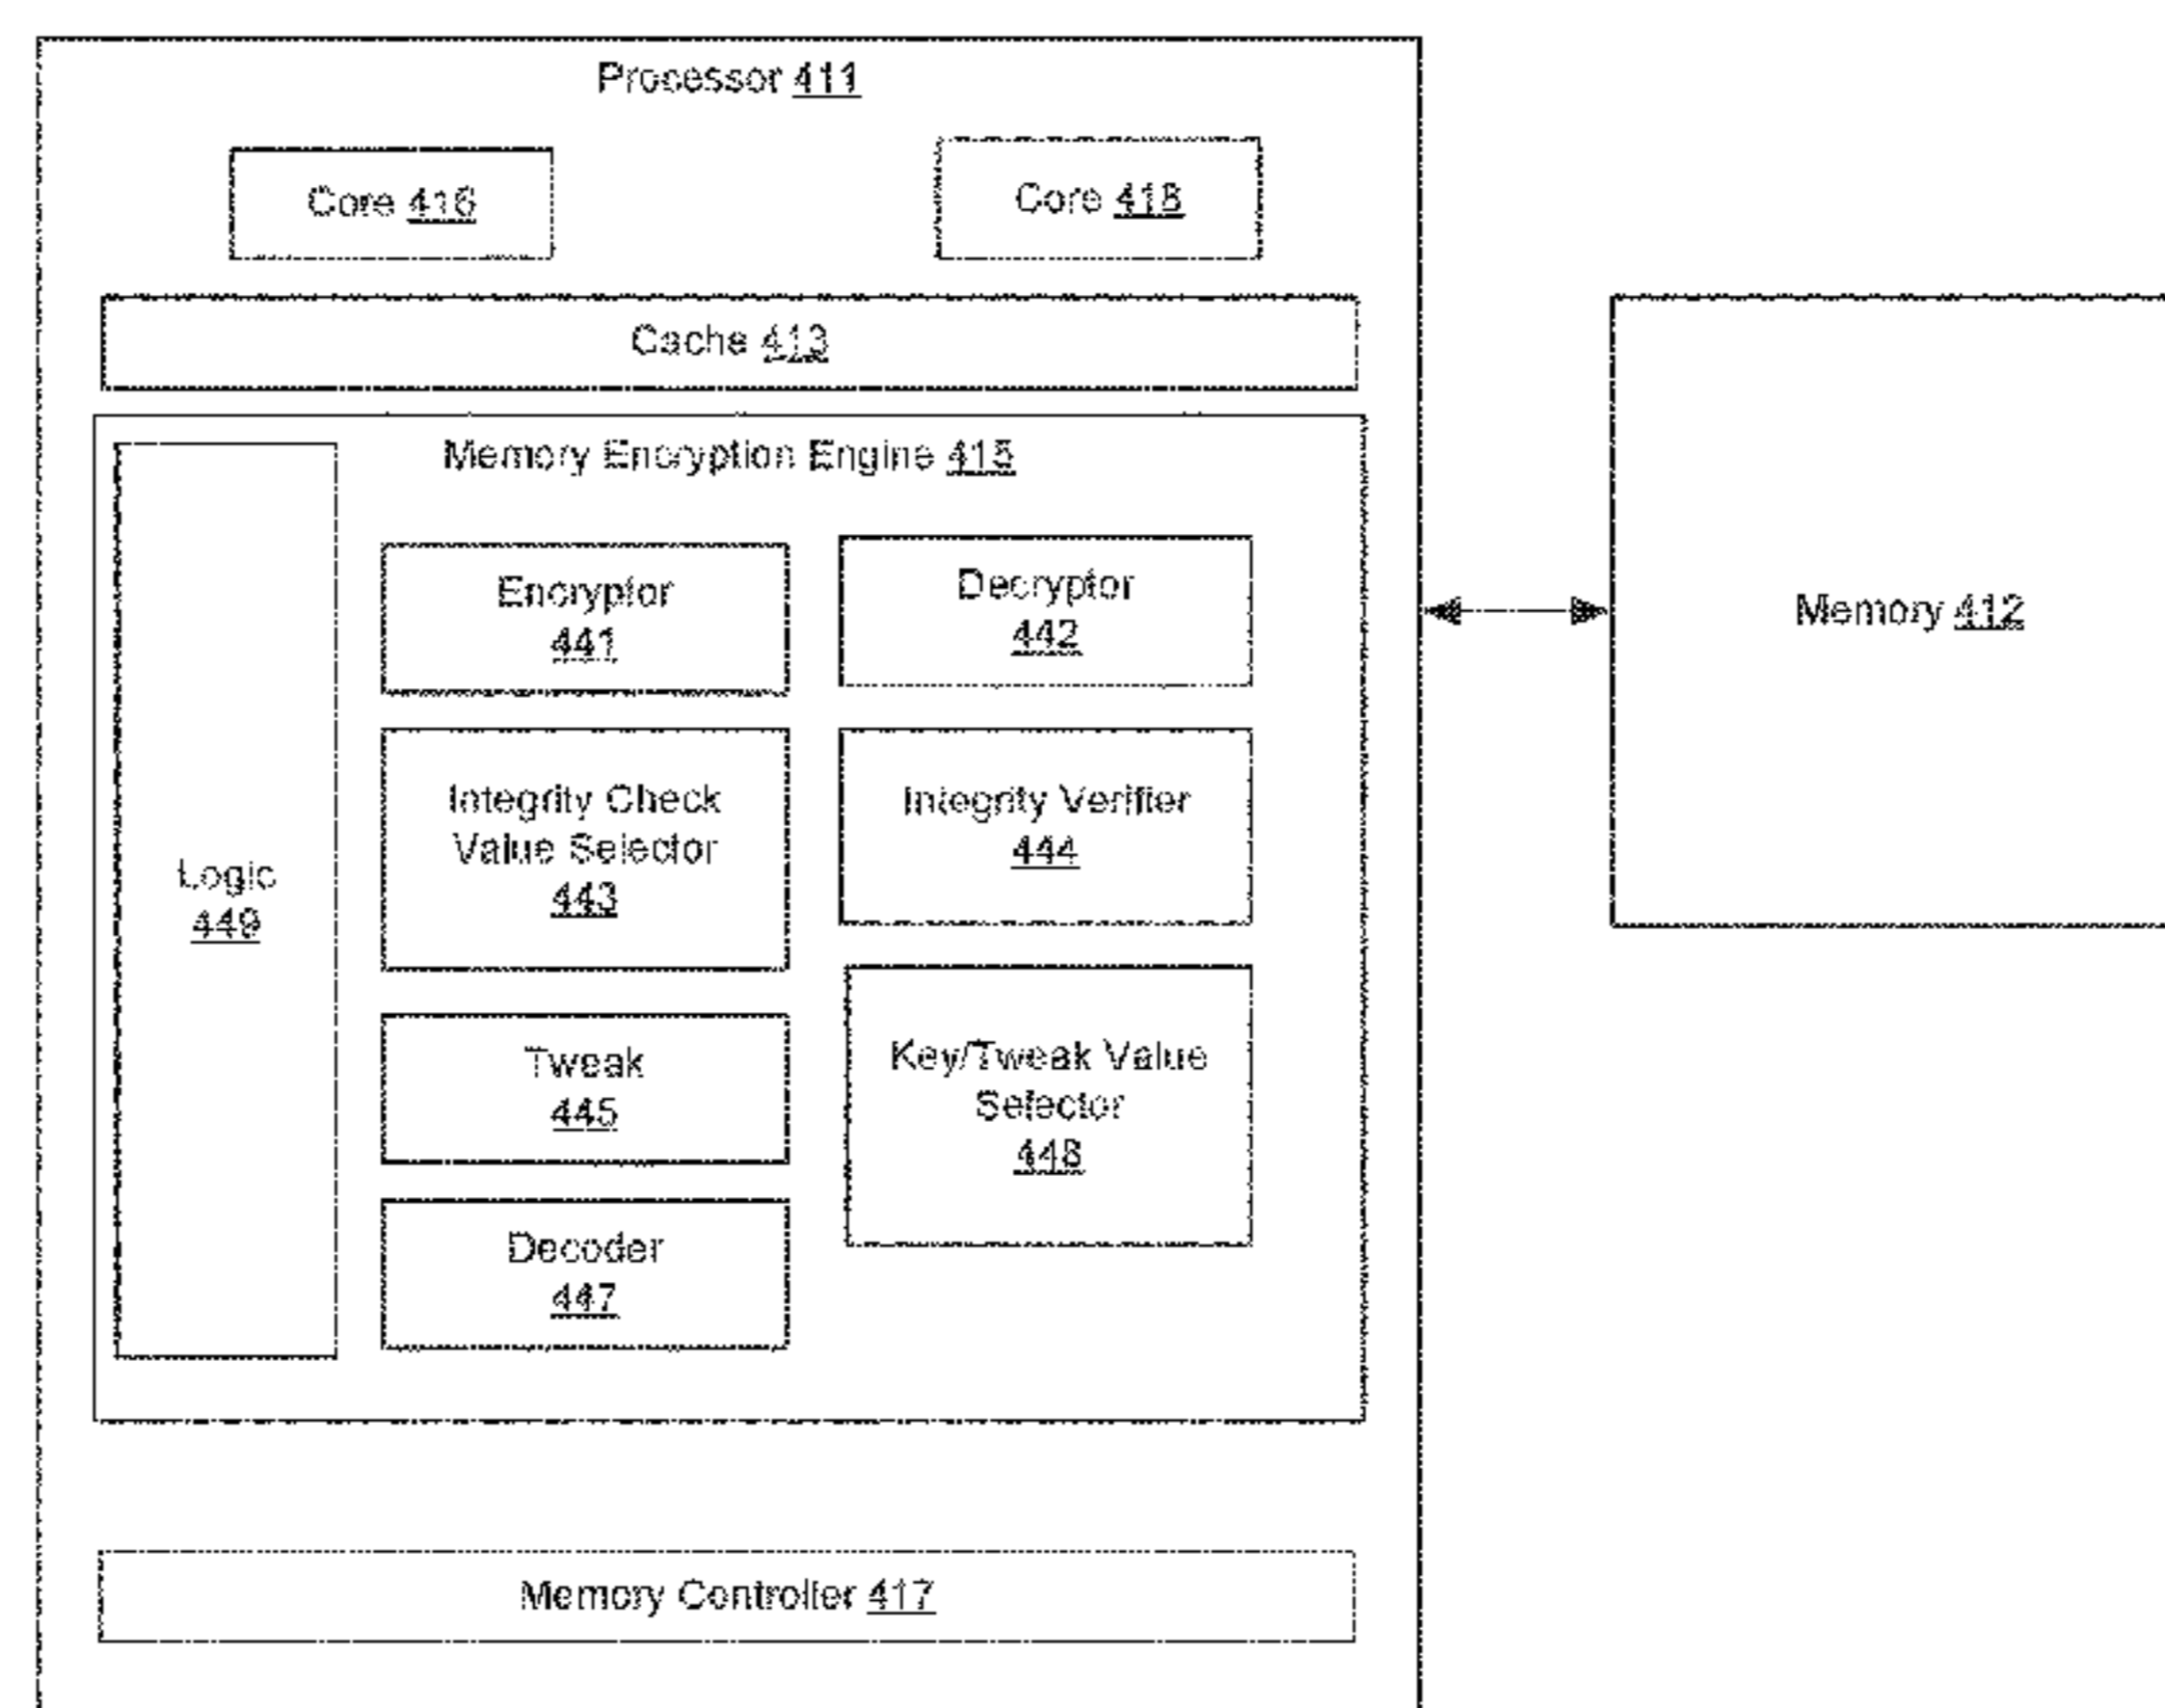 Processor 411
Core 416
Core 418
Cache 413
Memory Encryption Engine 415
Encryptor
441
Decryptor
442
Memory 412
Integrity Check
Value Selector
443
Integrity Verifier
444
Logic
449
Tweak
445
Key/Tweak Value
Selector
448
Decoder
447
Memory Controller 417